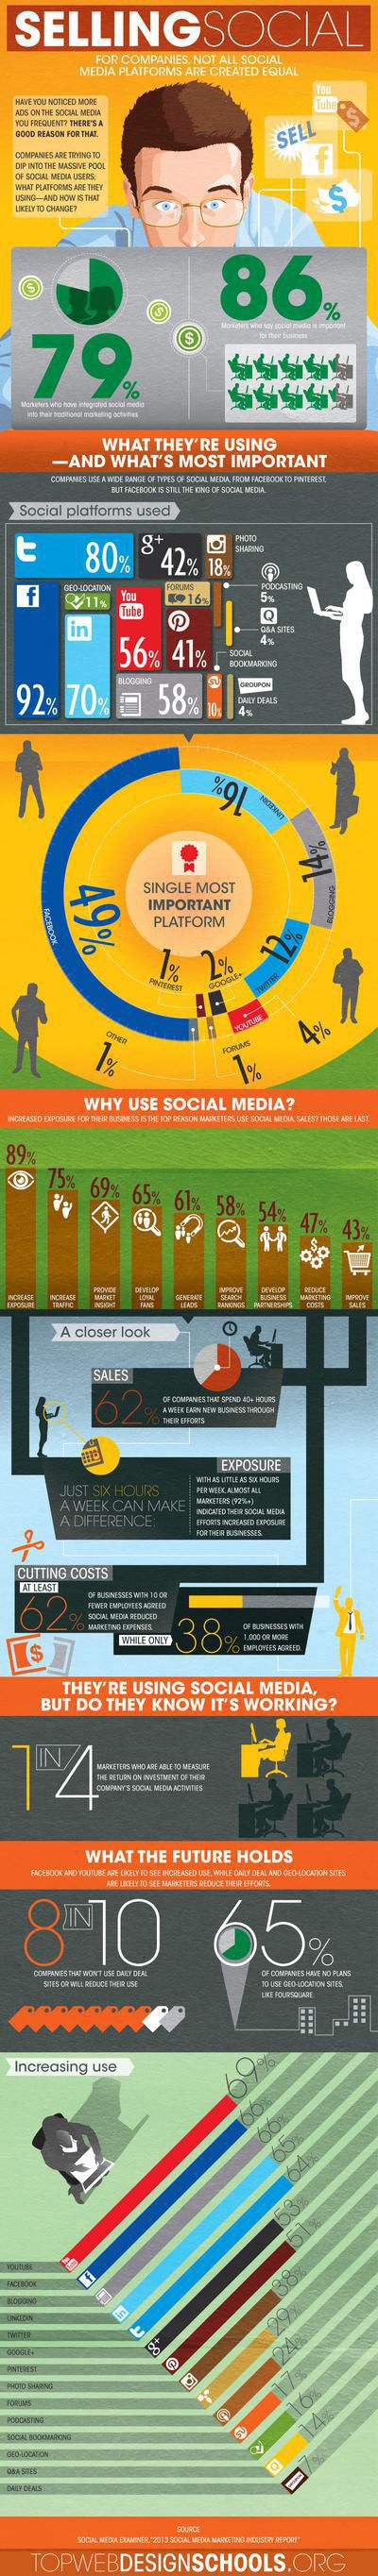 SELLINGSOCIAL
FOR COMPANIES, NOT ALL SOCIAL
MEDIA PLATFORMS ARE CREATED EQUAL
HAVE YOU NOTICED MORE
ADS ON THE SOCIAL MEDIA
YOU FREQUENT? THERE'S A
GOOD REASON FOR THAT.
COMPANIES ARE TRYING TO
DIP INTO THE MASSIVE POOL
OF SOCIAL MEDIA USERS;
WHAT PLATFORMS ARE THEY
USING—AND HOW IS THAT
LIKELY TO CHANGE?
You
Tube
$
SELL
f
$
$
$
$
86%
Marketers who say social media is important
for their business
79%
Marketers who have integrated social media
into their traditional marketing activities
WHAT THEY'RE USING
—AND WHAT'S MOST IMPORTANT
COMPANIES USE A WIDE RANGE OF TYPES OF SOCIAL MEDIA, FROM FACEBOOK TO PINTEREST,
BUT FACEBOOK IS STILL THE KING OF SOCIAL MEDIA.
Social platforms used
80%
g+
42%
18%
PHOTO
SHARING
f
92%
GEO-LOCATION
11%
in
70%
You
Tube
56%
FORUMS
16%
41%
PODCASTING
5%
Q
Q&A SITES
4%
SOCIAL
BOOKMARKING
BLOGGING
58%
10%
GROUPON
DAILY DEALS
4%
SINGLE MOST
IMPORTANT
PLATFORM
49%
FACEBOOK
16%
LINKEDIN
14%
BLOGGING
12%
TWITTER
4%
YOUTUBE
2%
GOOGLE+
1%
PINTEREST
1%
FORUMS
OTHER
1%
WHY USE SOCIAL MEDIA?
INCREASED EXPOSURE FOR THEIR BUSINESS IS THE TOP REASON MARKETERS USE SOCIAL MEDIA. SALES? THOSE ARE LAST.
89%
75%
69%
65%
61%
58%
54%
47%
43%
INCREASE
EXPOSURE
INCREASE
TRAFFIC
PROVIDE
MARKET
INSIGHT
DEVELOP
LOYAL
FANS
GENERATE
LEADS
IMPROVE
SEARCH
RANKINGS
DEVELOP
BUSINESS
PARTNERSHIPS
REDUCE
MARKETING
COSTS
IMPROVE
SALES
A closer look
SALES
62%
OF COMPANIES THAT SPEND 40+ HOURS
A WEEK EARN NEW BUSINESS THROUGH
THEIR EFFORTS
EXPOSURE
JUST SIX HOURS
A WEEK CAN MAKE
A DIFFERENCE:
WITH AS LITTLE AS SIX HOURS
PER WEEK, ALMOST ALL
MARKETERS (92%+)
INDICATED THEIR SOCIAL MEDIA
EFFORTS INCREASED EXPOSURE
FOR THEIR BUSINESSES.
CUTTING COSTS
AT LEAST
62%
OF BUSINESSES WITH 10 OR
FEWER EMPLOYEES AGREED
SOCIAL MEDIA REDUCED
MARKETING EXPENSES,
WHILE ONLY
38%
OF BUSINESSES WITH
1,000 OR MORE
EMPLOYEES AGREED.
$
THEY'RE USING SOCIAL MEDIA,
BUT DO THEY KNOW IT'S WORKING?
1 IN 4
MARKETERS WHO ARE ABLE TO MEASURE
THE RETURN ON INVESTMENT OF THEIR
COMPANY'S SOCIAL MEDIA ACTIVITIES
WHAT THE FUTURE HOLDS
FACEBOOK AND YOUTUBE ARE LIKELY TO SEE INCREASED USE, WHILE DAILY DEAL AND GEO-LOCATION SITES
ARE LIKELY TO SEE MARKETERS REDUCE THEIR EFFORTS.
8 IN 10
COMPANIES THAT WON'T USE DAILY DEAL
SITES OR WILL REDUCE THEIR USE
65%
OF COMPANIES HAVE NO PLANS
TO USE GEO-LOCATION SITES,
LIKE FOURSQUARE.
Increasing use
69%
66%
66%
65%
64%
53%
51%
38%
29%
24%
17%
16%
14%
7%
YOUTUBE
FACEBOOK
BLOGGING
LINKEDIN
TWITTER
GOOGLE+
PINTEREST
PHOTO SHARING
FORUMS
PODCASTING
SOCIAL BOOKMARKING
GEO-LOCATION
Q&A SITES
DAILY DEALS
SOURCE
SOCIAL MEDIA EXAMINER, "2013 SOCIAL MEDIA MARKETING INDUSTRY REPORT"
TOPWEBDESIGNSCHOOLS.ORG